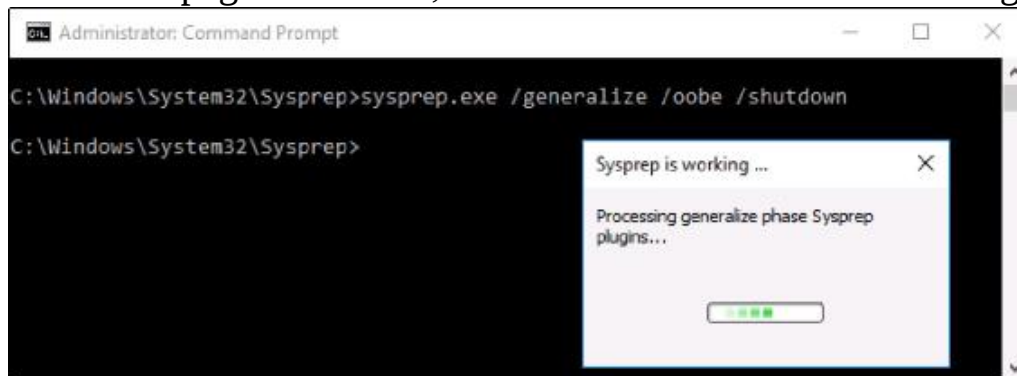 Administrator: Command Prompt
C:\Windows\System32\Sysprep>sysprep.exe /generalize /oobe /shutdown
C:\Windows\System32\Sysprep>
Sysprep is working ...
Processing generalize phase Sysprep
plugins...